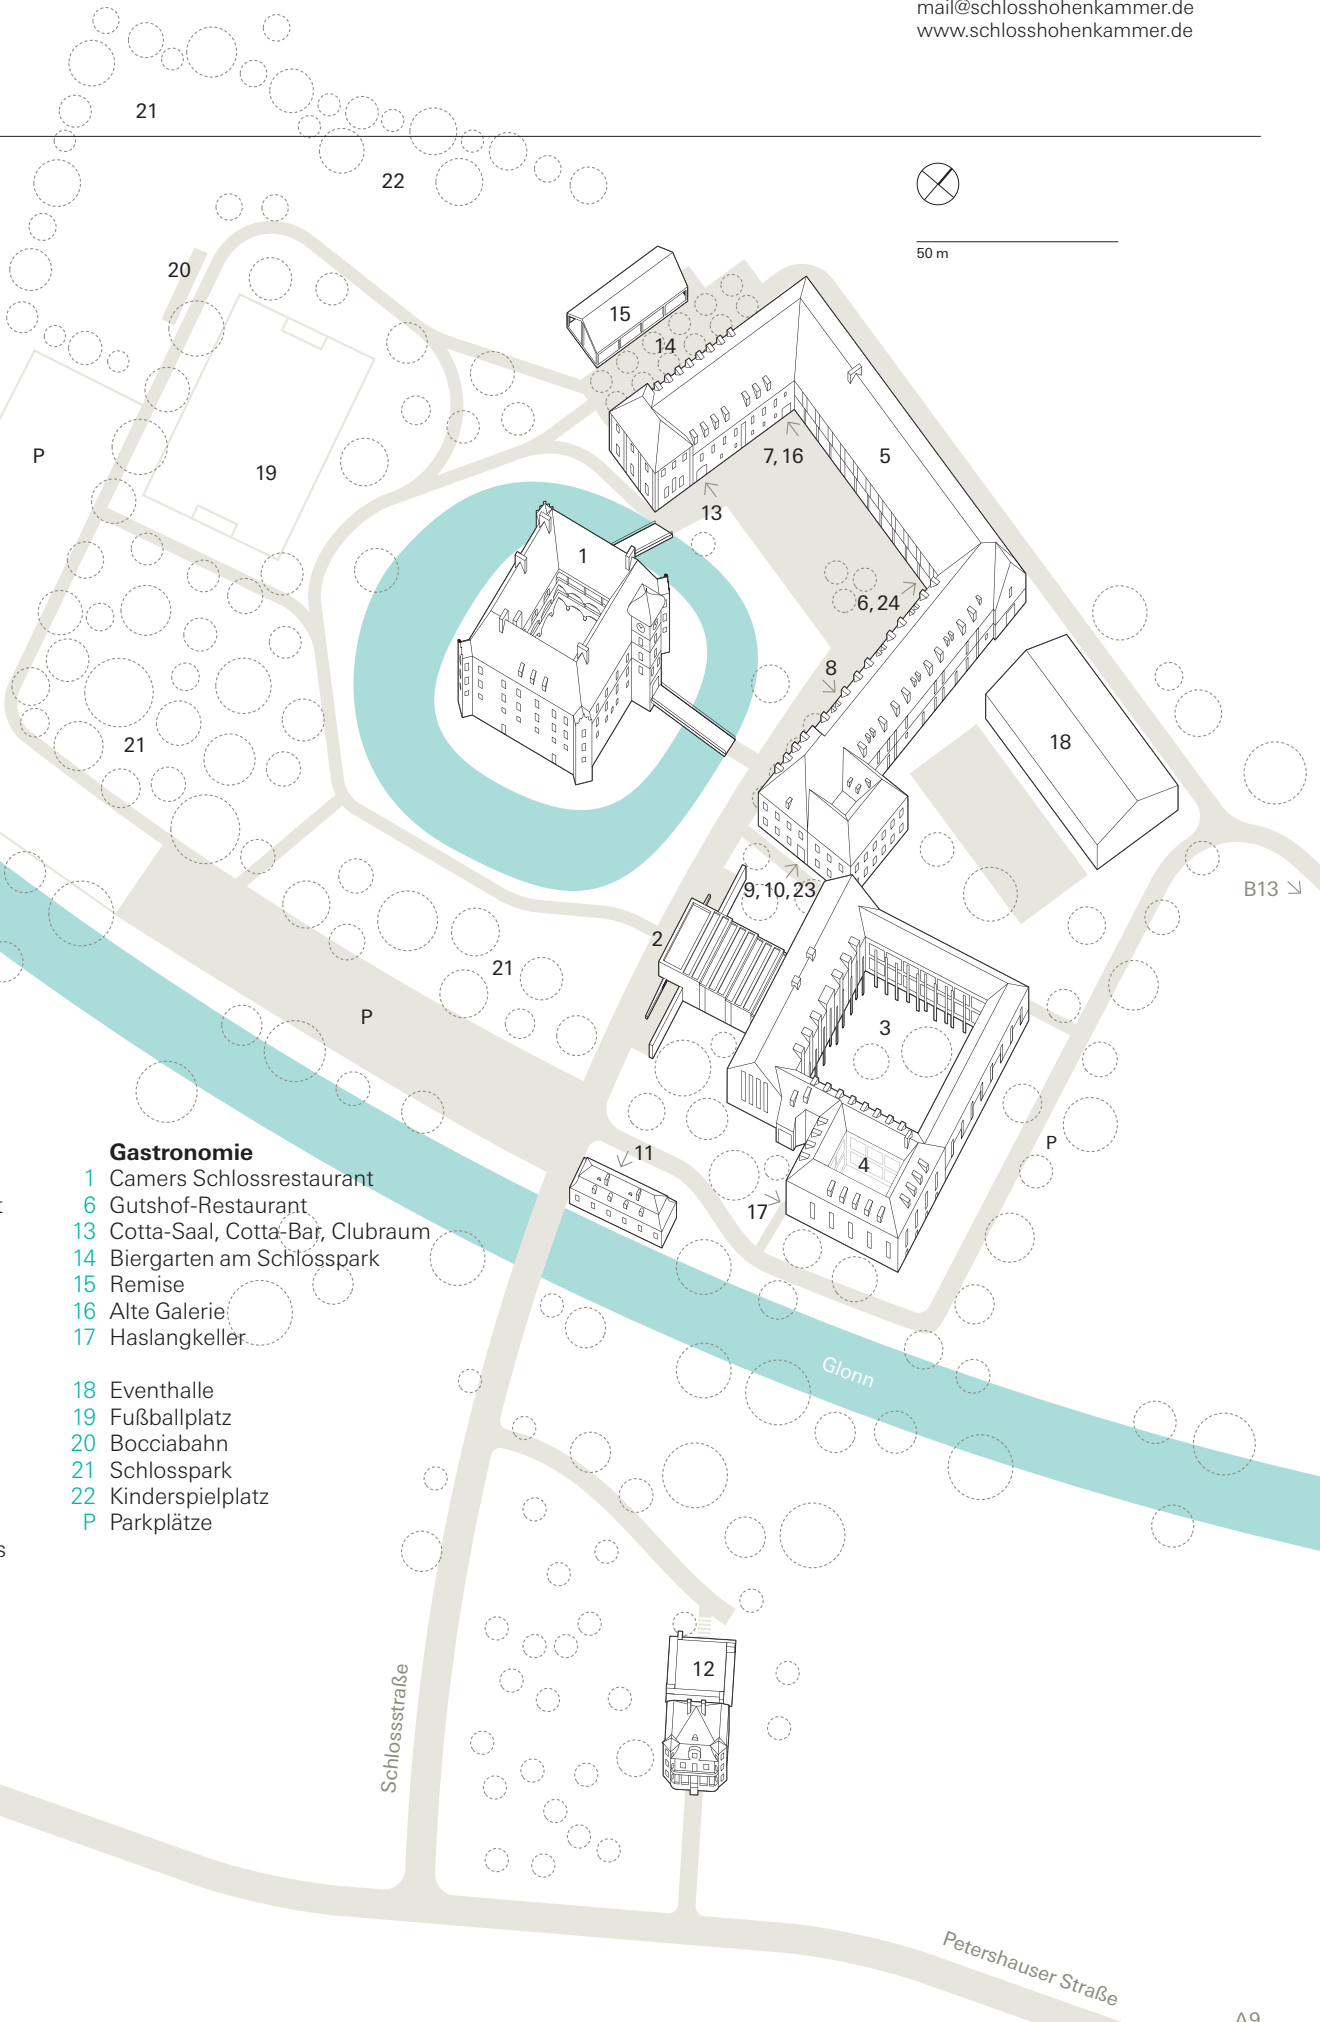 mail@schlosshohenkammer.de
www.schlosshohenkammer.de
21
22
50 m
20
15
14
P
19
7, 16
5
13
1
6, 24
8
21
18
9, 10, 23
B13
2
21
P
3
P
11
4
17
Gastronomie
1 Camers Schlossrestaurant
6 Gutshof-Restaurant
13 Cotta-Saal, Cotta-Bar, Clubraum
14 Biergarten am Schlosspark
15 Remise
16 Alte Galerie
17 Haslangkeller
18 Eventhalle
19 Fußballplatz
20 Bocciabahn
21 Schlosspark
22 Kinderspielplatz
P Parkplätze
Glonn
12
Schlossstraße
Petershauser Straße